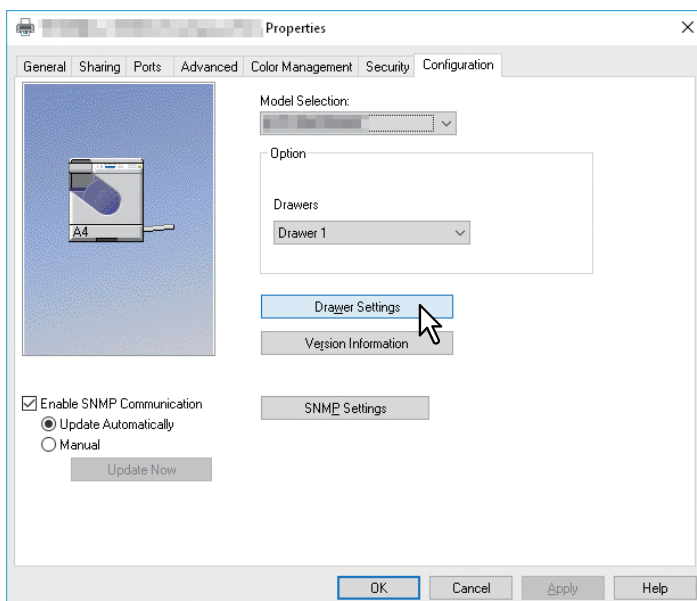 Properties
General Sharing Ports Advanced Color Management Security Configuration
Model Selection:
Option
Drawers
Drawer 1
A4
Drawer Settings
Version Information
Enable SNMP Communication
SNMP Settings
Update Automatically
Manual
Update Now
OK Cancel Apply Help